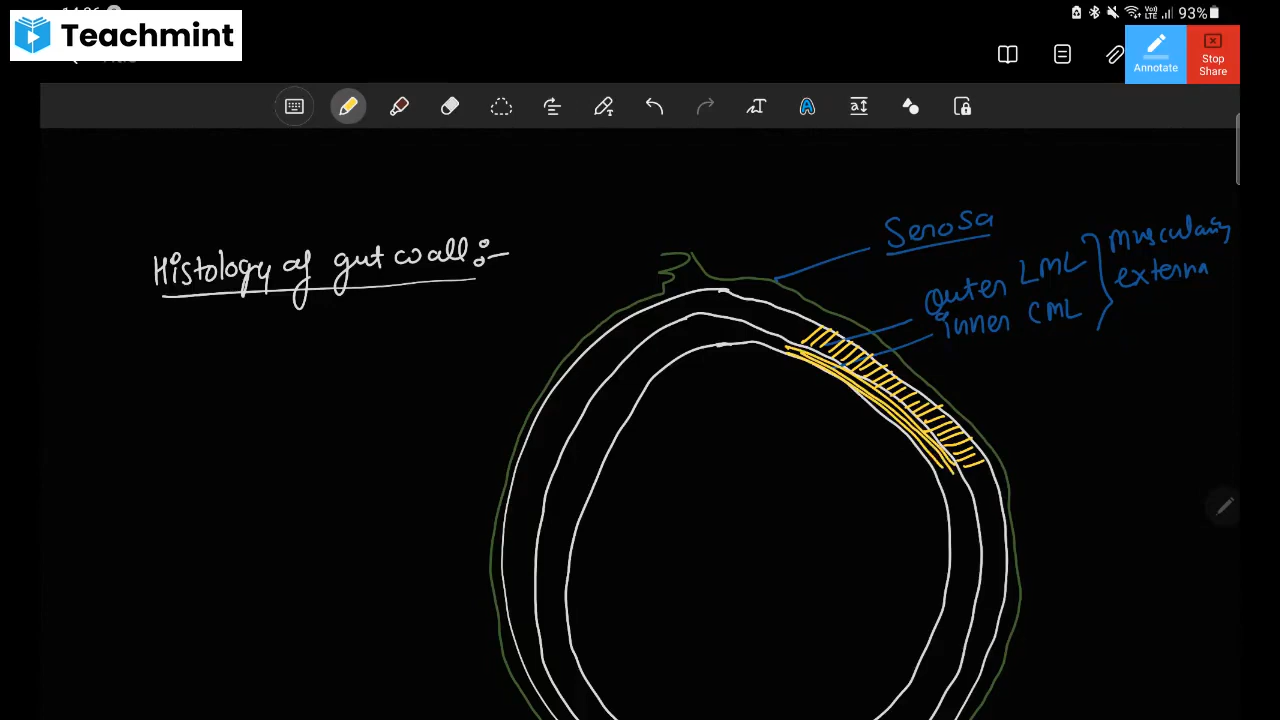 93%
Teachmint
Annotate
Stop
Share
Histology of gut wall :-
Serosa
Outer LML
inner CML
muscularis
externa